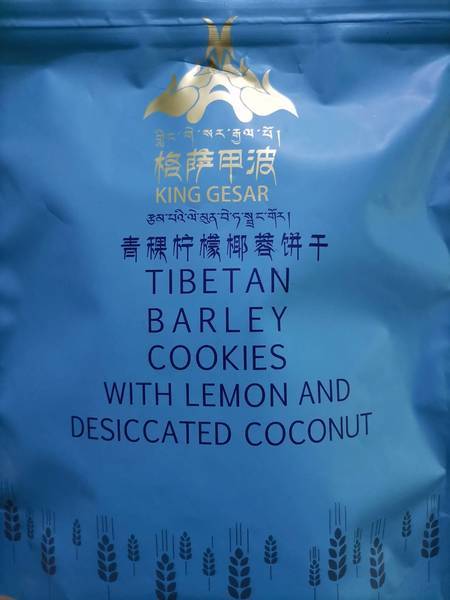 གླིང་གེ་སར་རྒྱལ་པོ།
格萨甲波
KING GESAR
青稞柠檬椰蓉饼干
TIBETAN
BARLEY
COOKIES
WITH LEMON AND
DESICCATED COCONUT